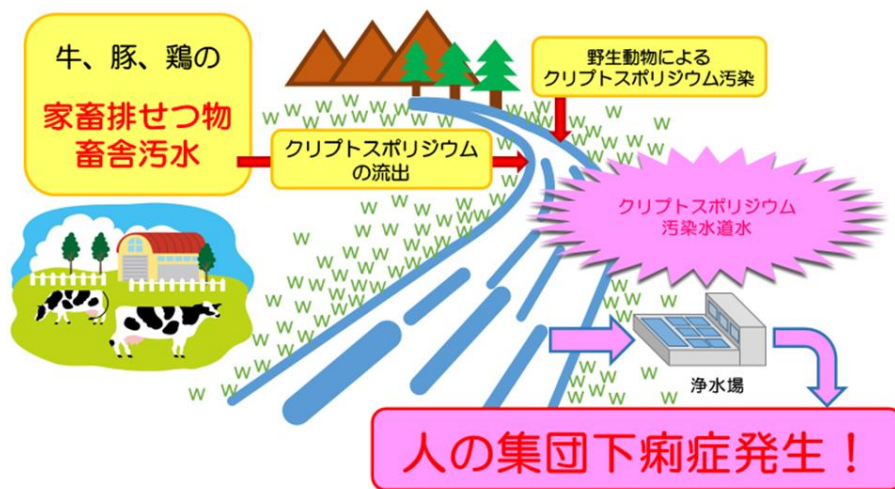 牛、豚、鶏の
家畜排せつ物
畜舎汚水
クリプトスポリジウム
の流出
野生動物による
クリプトスポリジウム汚染
クリプトスポリジウム
汚染水道水
浄水場
人の集団下痢症発生！